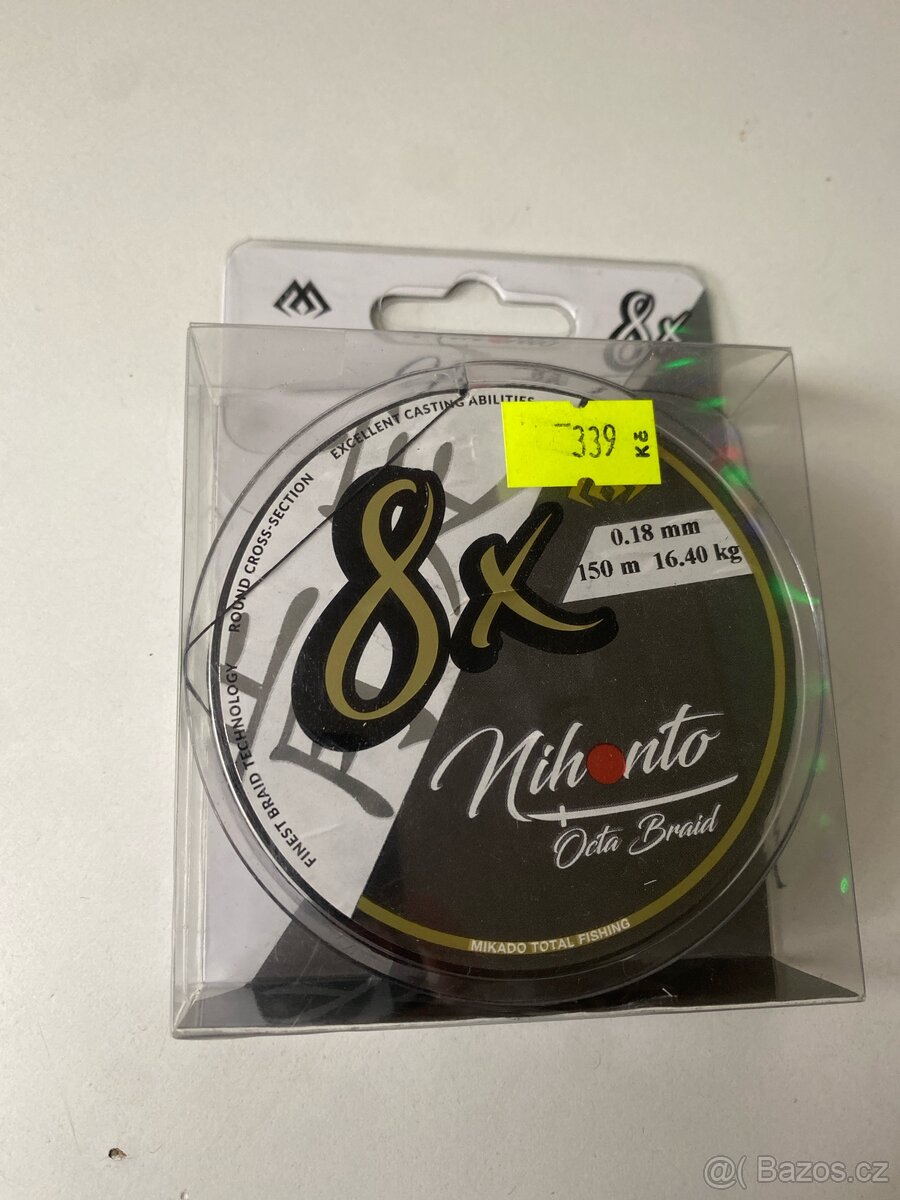 8x
EXCELLENT CASTING ABILITIES
ROUND CROSS-SECTION
FINEST BRAID TECHNOLOGY
339 Kč
0.18 mm
150 m 16.40 kg
8x
Nihonto
Octa Braid
MIKADO TOTAL FISHING
@( Bazos.cz